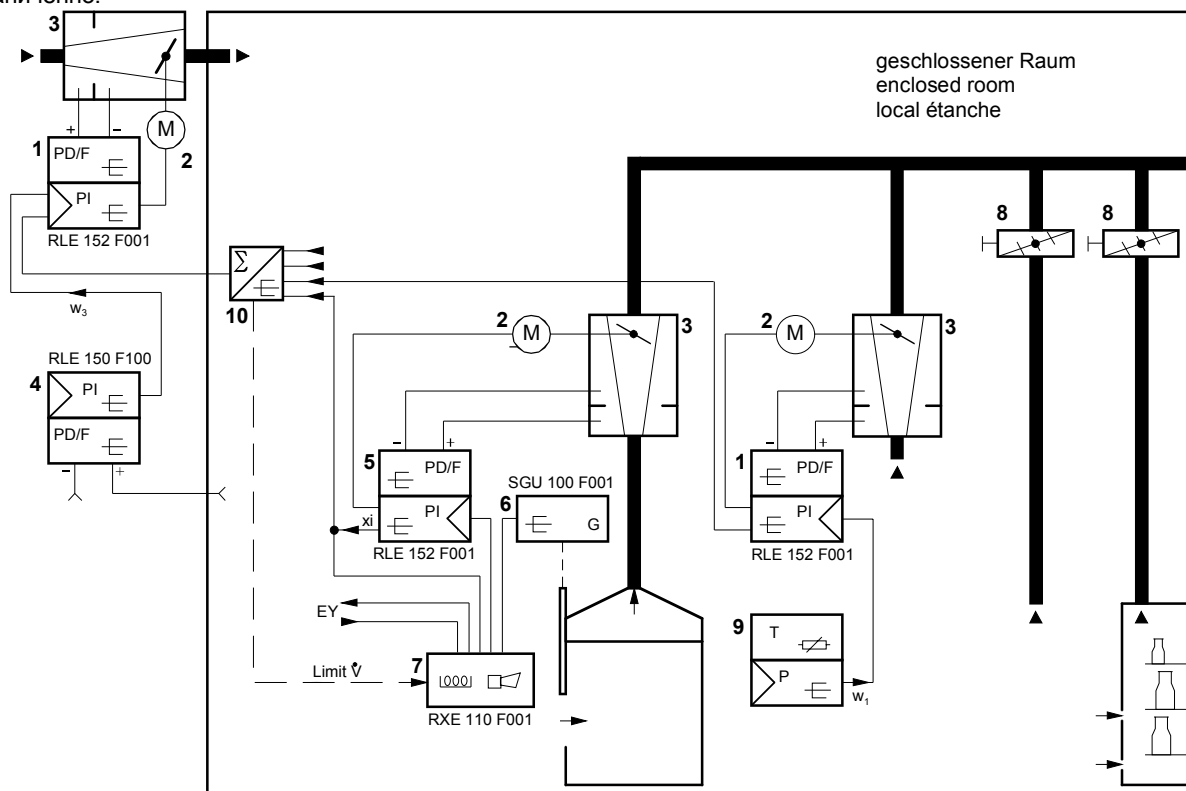 3
geschlossener Raum
enclosed room
local étanche
M
+ −
1 PD/F 2
PI
RLE 152 F001
8 8
Σ
w3
10
2 M 3 2 M 3
RLE 150 F100
4 PI
PD/F
− +
− + − +
5 PD/F SGU 100 F001 1 PD/F
6 G
xi PI PI
RLE 152 F001 RLE 152 F001
EY
9 T
Limit V̇ 7 P
w1
RXE 110 F001